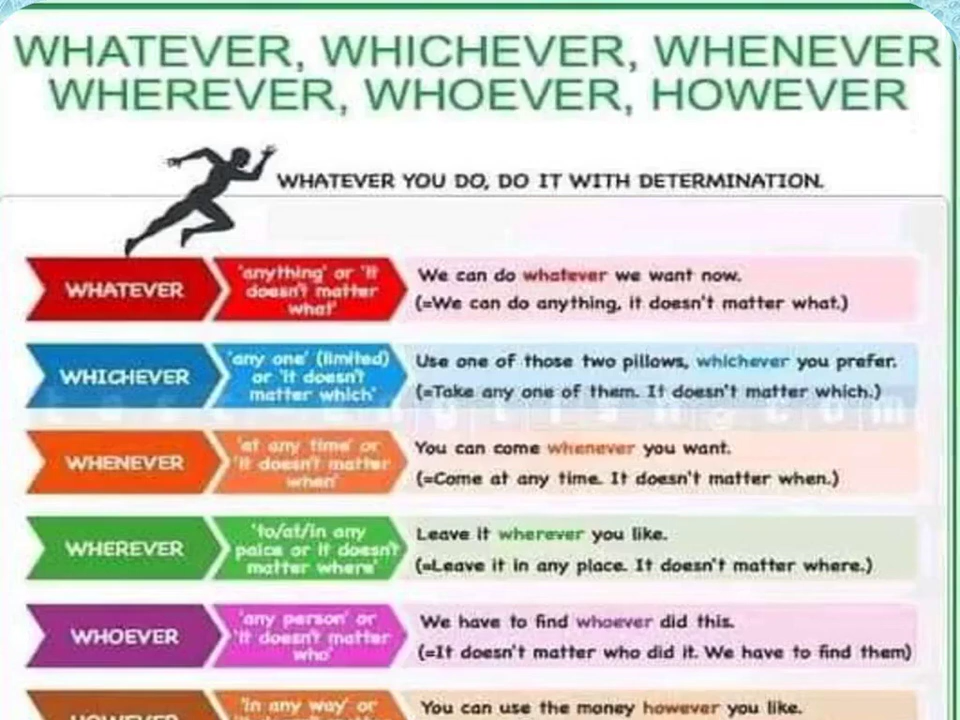 WHATEVER, WHICHEVER, WHENEVER
WHEREVER, WHOEVER, HOWEVER
WHATEVER YOU DO, DO IT WITH DETERMINATION.
WHATEVER
'anything' or 'it
doesn't matter
what'
We can do whatever we want now.
(=We can do anything, it doesn't matter what.)
WHICHEVER
'any one' (limited)
or 'it doesn't
matter which'
Use one of those two pillows, whichever you prefer.
(=Take any one of them. It doesn't matter which.)
WHENEVER
'at any time' or
'it doesn't matter
when'
You can come whenever you want.
(=Come at any time. It doesn't matter when.)
WHEREVER
'to/at/in any
palce or it doesn't
matter where'
Leave it wherever you like.
(=Leave it in any place. It doesn't matter where.)
WHOEVER
'any person' or
'it doesn't matter
who'
We have to find whoever did this.
(=It doesn't matter who did it. We have to find them)
HOWEVER
'in any way' or
You can use the money however you like.